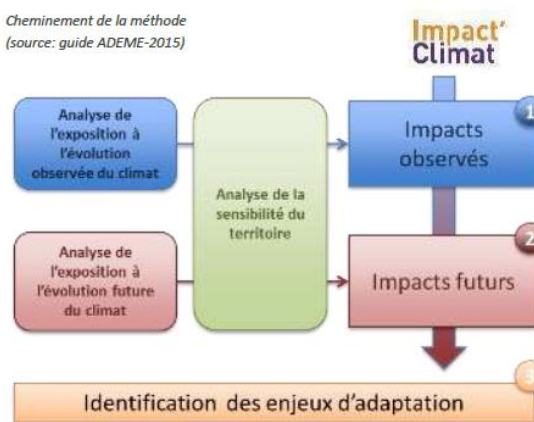 Cheminement de la méthode
(source: guide ADEME-2015)
Impact'
Climat
Analyse de
l'exposition à
l'évolution
observée du climat
Analyse de la
sensibilité du
territoire
1
Impacts
observés
Analyse de
l'exposition à
l'évolution future
du climat
2
Impacts futurs
3
Identification des enjeux d'adaptation